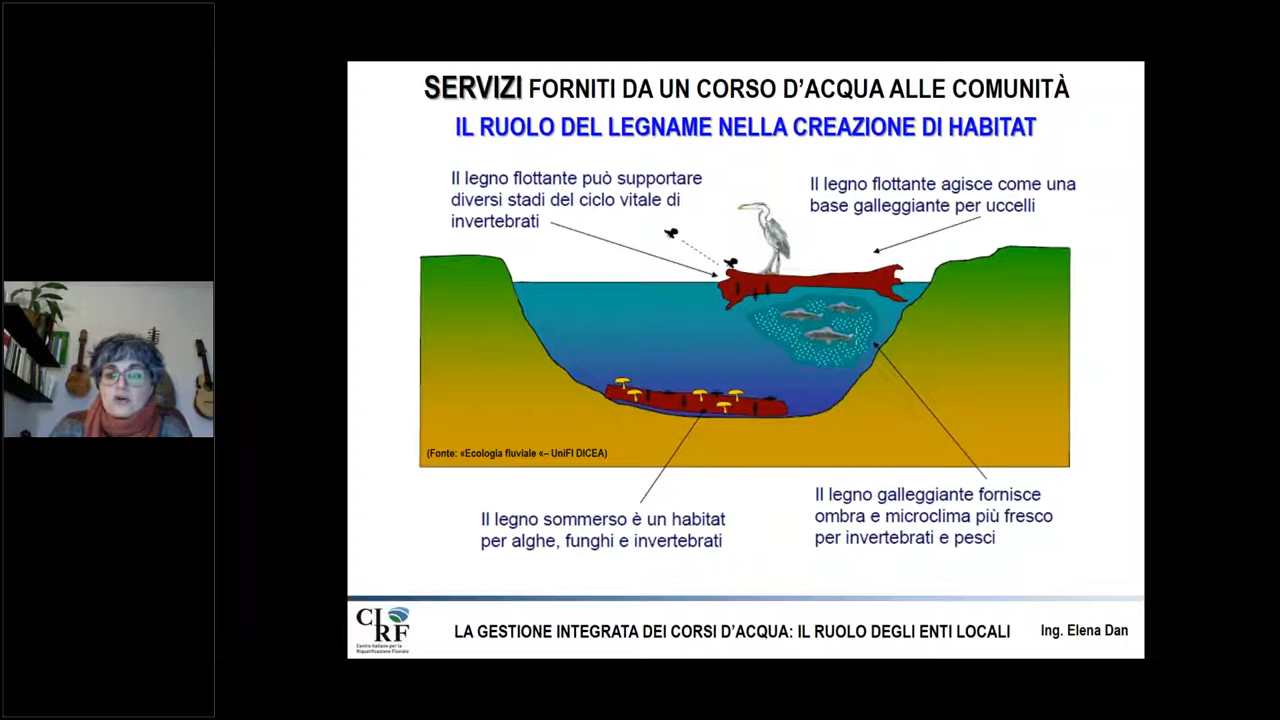 SERVIZI FORNITI DA UN CORSO D'ACQUA ALLE COMUNITÀ
IL RUOLO DEL LEGNAME NELLA CREAZIONE DI HABITAT
Il legno flottante può supportare
diversi stadi del ciclo vitale di
invertebrati
Il legno flottante agisce come una
base galleggiante per uccelli
(Fonte: «Ecologia fluviale «– UniFI DICEA)
Il legno sommerso è un habitat
per alghe, funghi e invertebrati
Il legno galleggiante fornisce
ombra e microclima più fresco
per invertebrati e pesci
CIRF
Centro Italiano per la
Riqualificazione Fluviale
LA GESTIONE INTEGRATA DEI CORSI D'ACQUA: IL RUOLO DEGLI ENTI LOCALI
Ing. Elena Dan